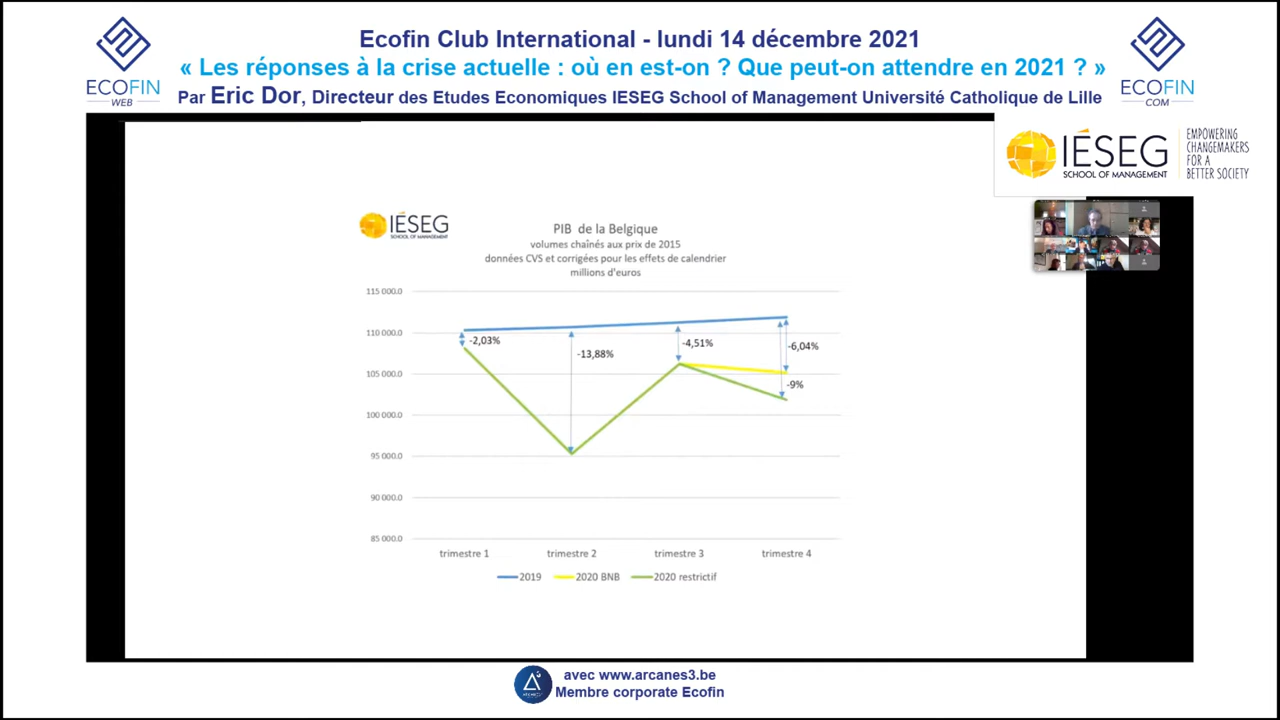 Ecofin Club International - lundi 14 décembre 2021
« Les réponses à la crise actuelle : où en est-on ? Que peut-on attendre en 2021 ? »
Par Eric Dor, Directeur des Etudes Economiques IESEG School of Management Université Catholique de Lille
ECOFIN
WEB
ECOFIN
COM
IÉSEG
SCHOOL OF MANAGEMENT
EMPOWERING
CHANGEMAKERS
FOR A
BETTER SOCIETY
IÉSEG
SCHOOL OF MANAGEMENT
PIB de la Belgique
volumes chaînés aux prix de 2015
données CVS et corrigées pour les effets de calendrier
millions d'euros
115 000.0
110 000.0
105 000.0
100 000.0
95 000.0
90 000.0
85 000.0
-2,03%
-13,88%
-4,51%
-6,04%
-9%
trimestre 1
trimestre 2
trimestre 3
trimestre 4
2019
2020 BNB
2020 restrictif
avec www.arcanes3.be
Membre corporate Ecofin